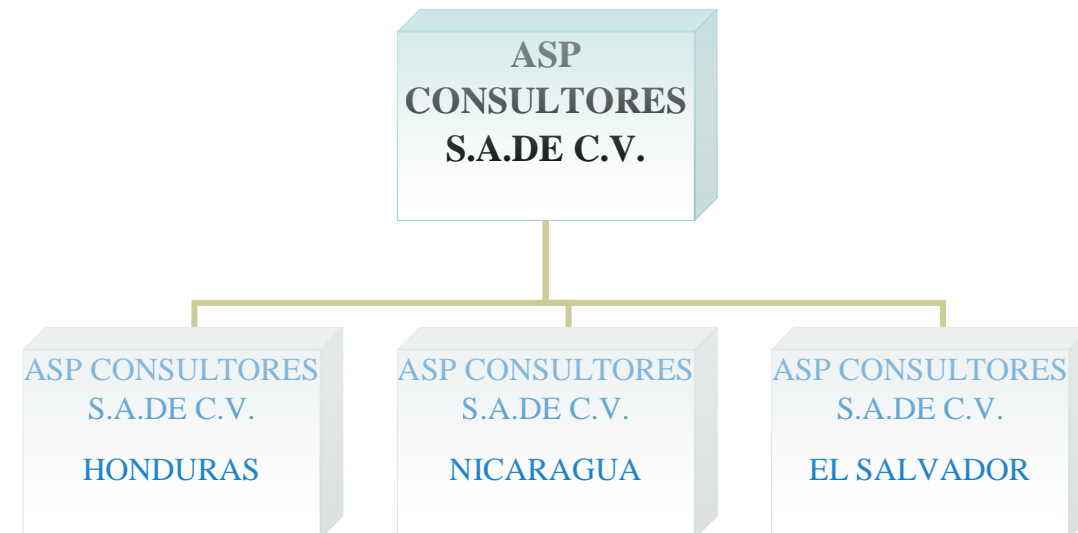 ASP
CONSULTORES
S.A.DE C.V.
ASP CONSULTORES
S.A.DE C.V.
HONDURAS
ASP CONSULTORES
S.A.DE C.V.
NICARAGUA
ASP CONSULTORES
S.A.DE C.V.
EL SALVADOR